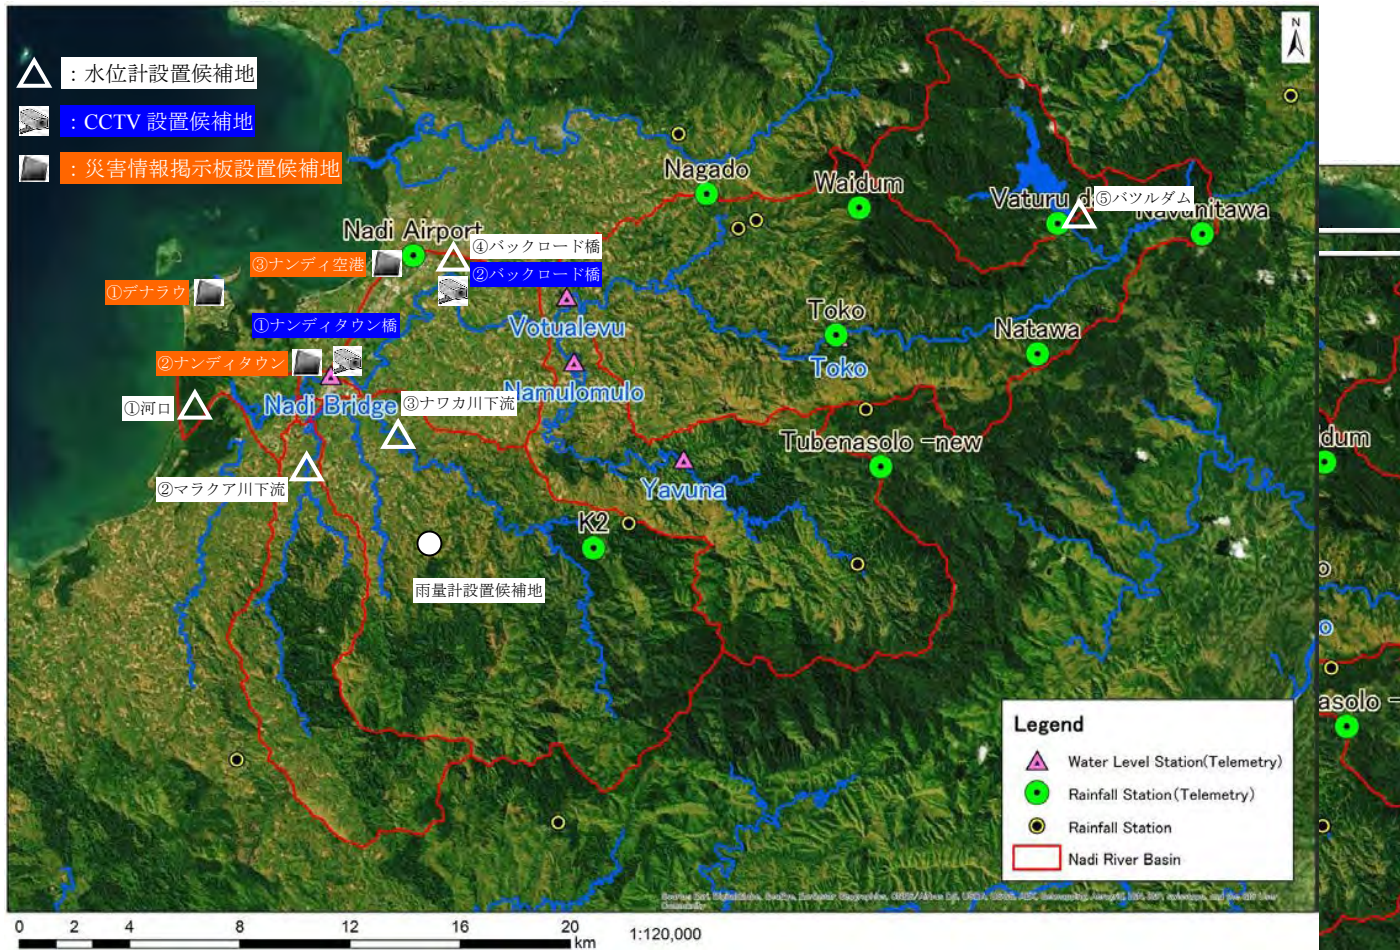 N
：水位計設置候補地
：CCTV 設置候補地
：災害情報掲示板設置候補地
Nagado
Waidum
Vaturu d
⑤バツルダム
Navunitawa
Nadi Airport
④バックロード橋
③ナンディ空港
②バックロード橋
①デナラウ
Votualevu
①ナンディタウン橋
Toko
Toko
Natawa
②ナンディタウン
Namulomulo
①河口
Nadi Bridge
③ナワカ川下流
Tubenasolo -new
②マラクア川下流
Yavuna
K2
雨量計設置候補地
Legend
Water Level Station(Telemetry)
Rainfall Station(Telemetry)
Rainfall Station
Nadi River Basin
0 2 4 8 12 16 20
km
1:120,000
dum
o
o
asolo -